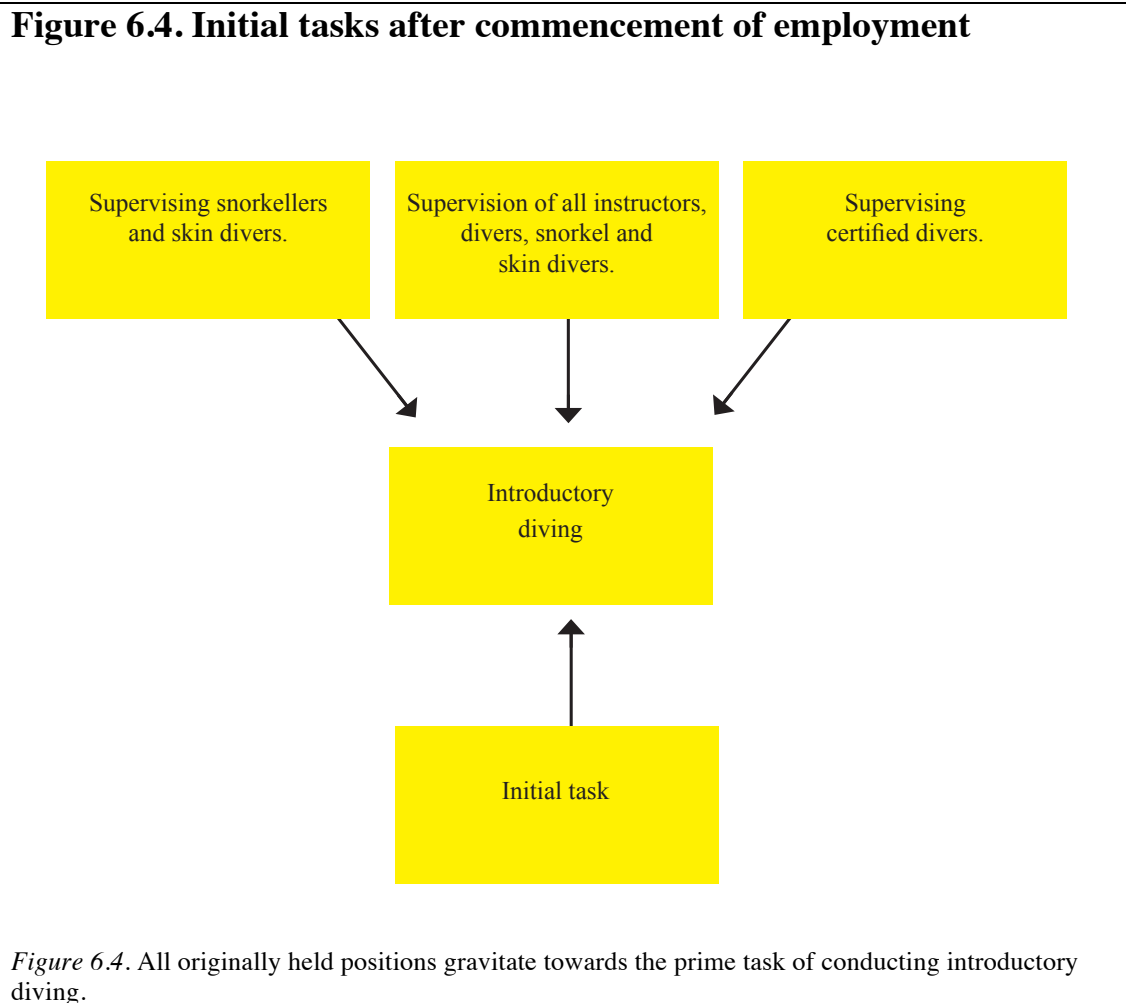 Figure 6.4. Initial tasks after commencement of employment
Supervising snorkellers
and skin divers.
Supervision of all instructors,
divers, snorkel and
skin divers.
Supervising
certified divers.
Introductory
diving
Initial task
Figure 6.4. All originally held positions gravitate towards the prime task of conducting introductory
diving.